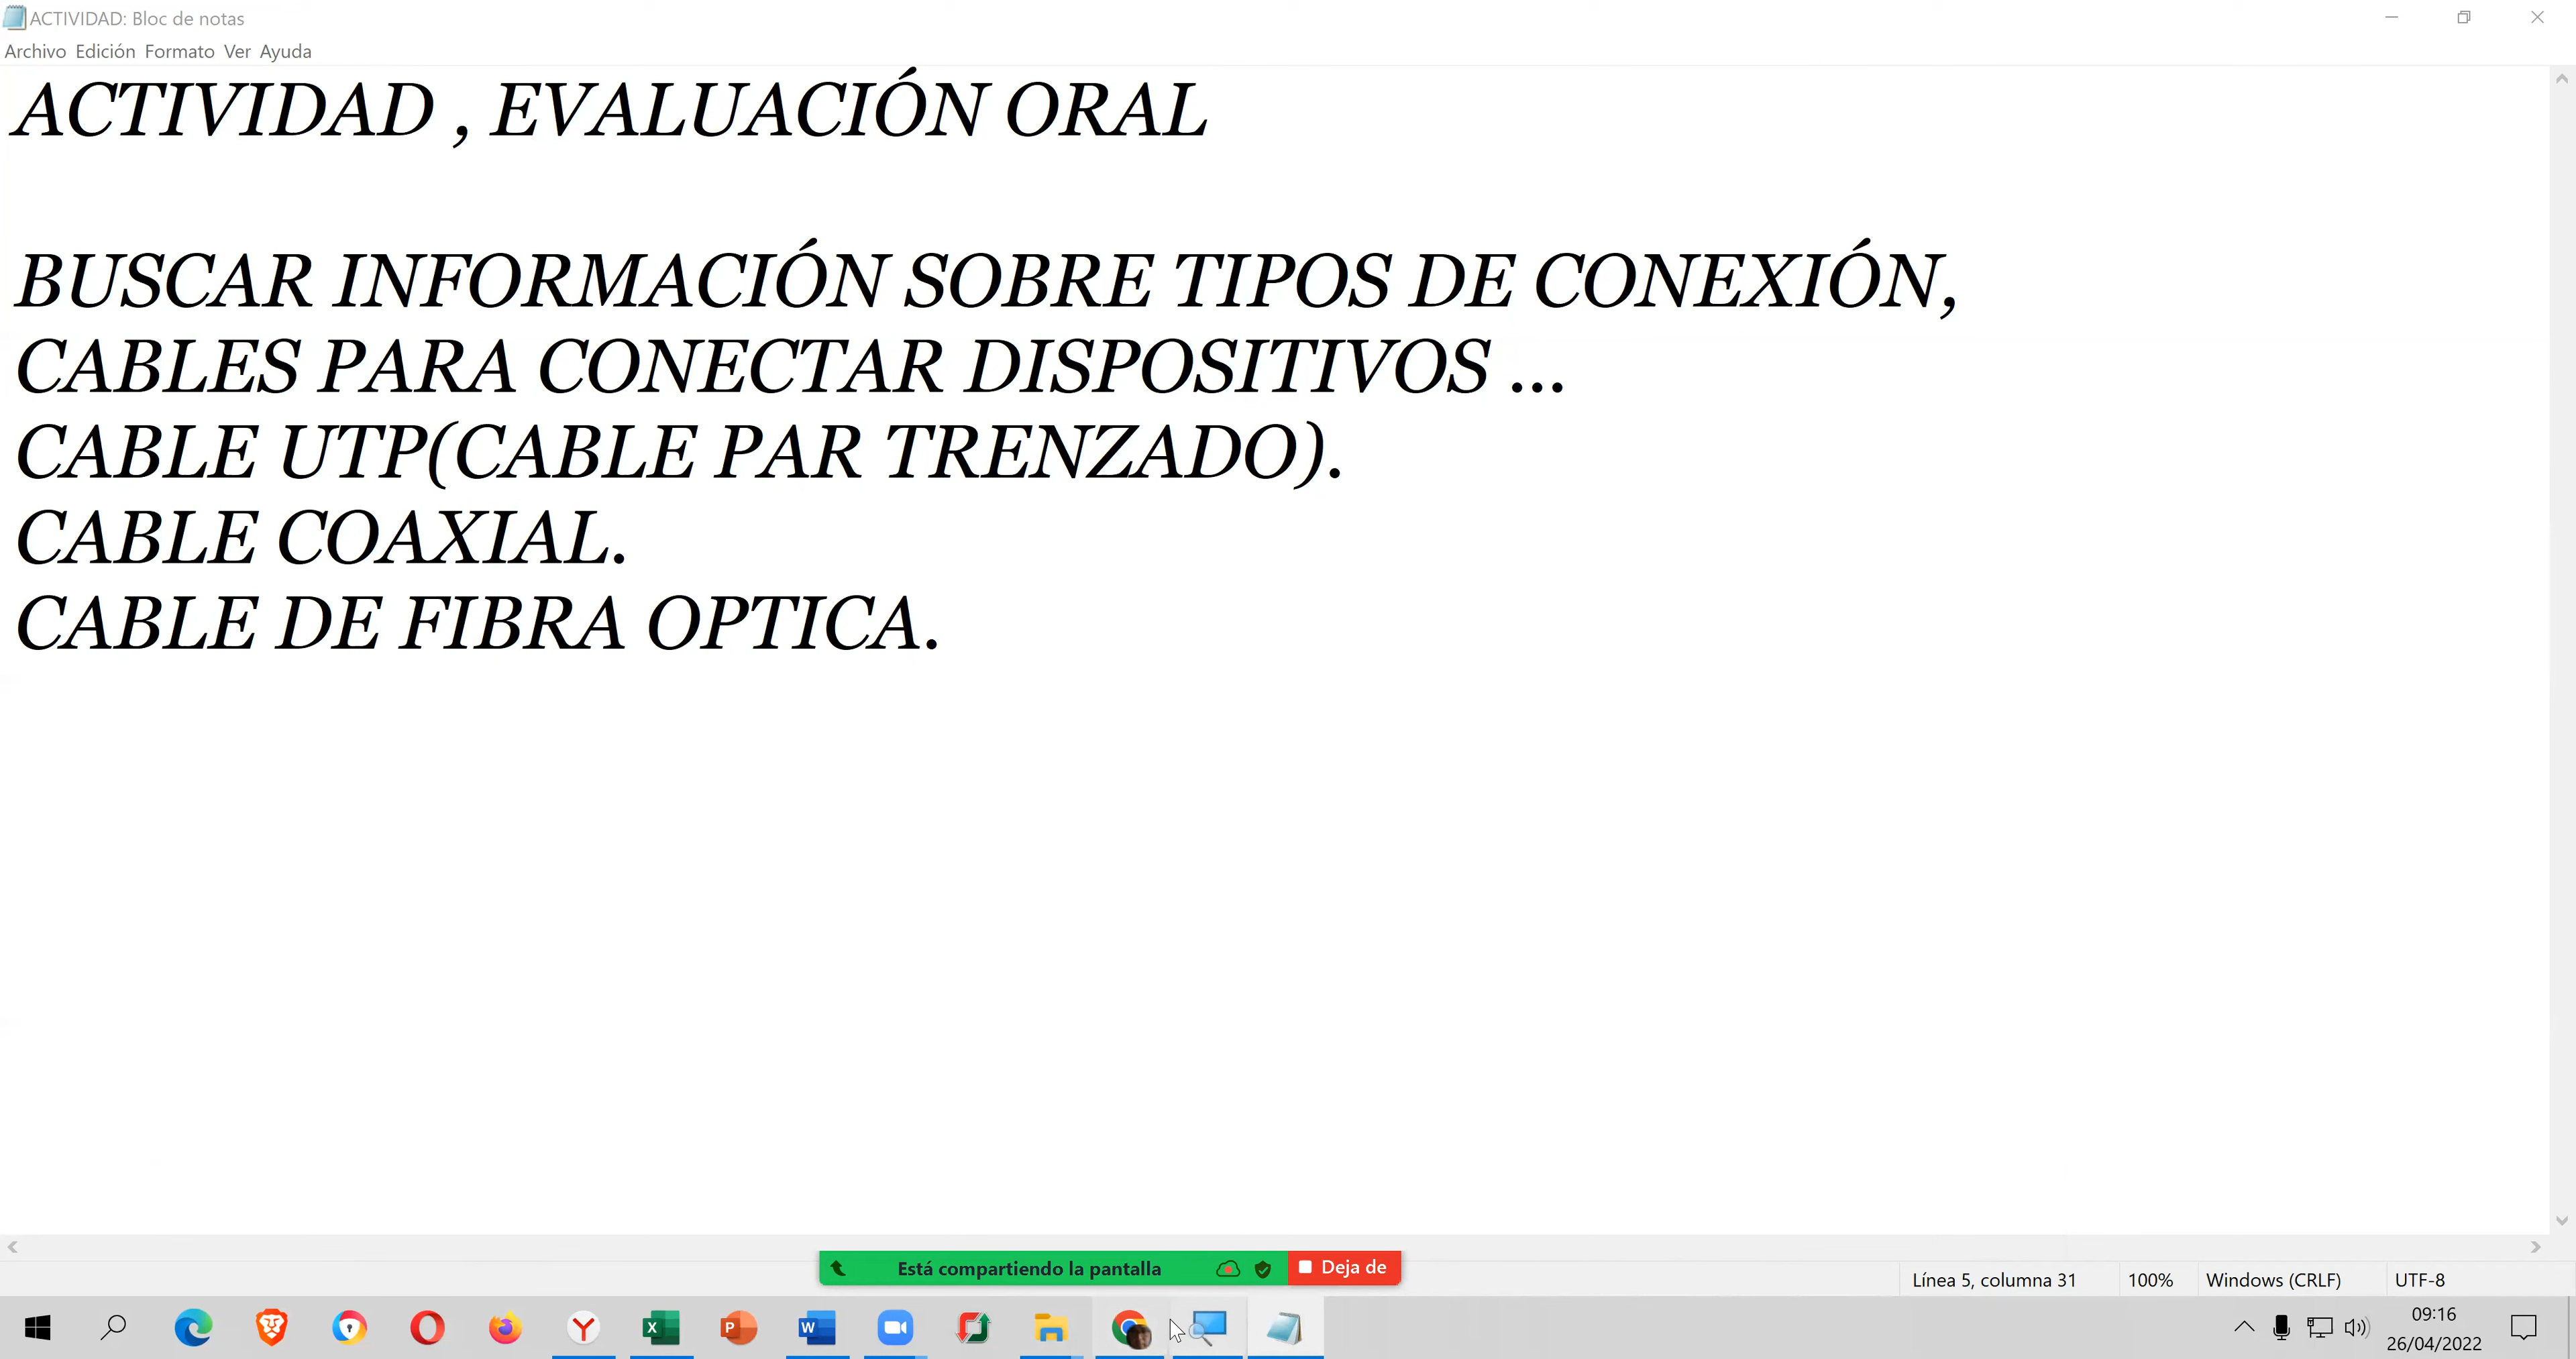 ACTIVIDAD: Bloc de notas
Archivo Edición Formato Ver Ayuda
ACTIVIDAD , EVALUACIÓN ORAL
BUSCAR INFORMACIÓN SOBRE TIPOS DE CONEXIÓN,
CABLES PARA CONECTAR DISPOSITIVOS ...
CABLE UTP(CABLE PAR TRENZADO).
CABLE COAXIAL.
CABLE DE FIBRA OPTICA.
Está compartiendo la pantalla Deja de
Línea 5, columna 31 100% Windows (CRLF) UTF-8
09:16
26/04/2022